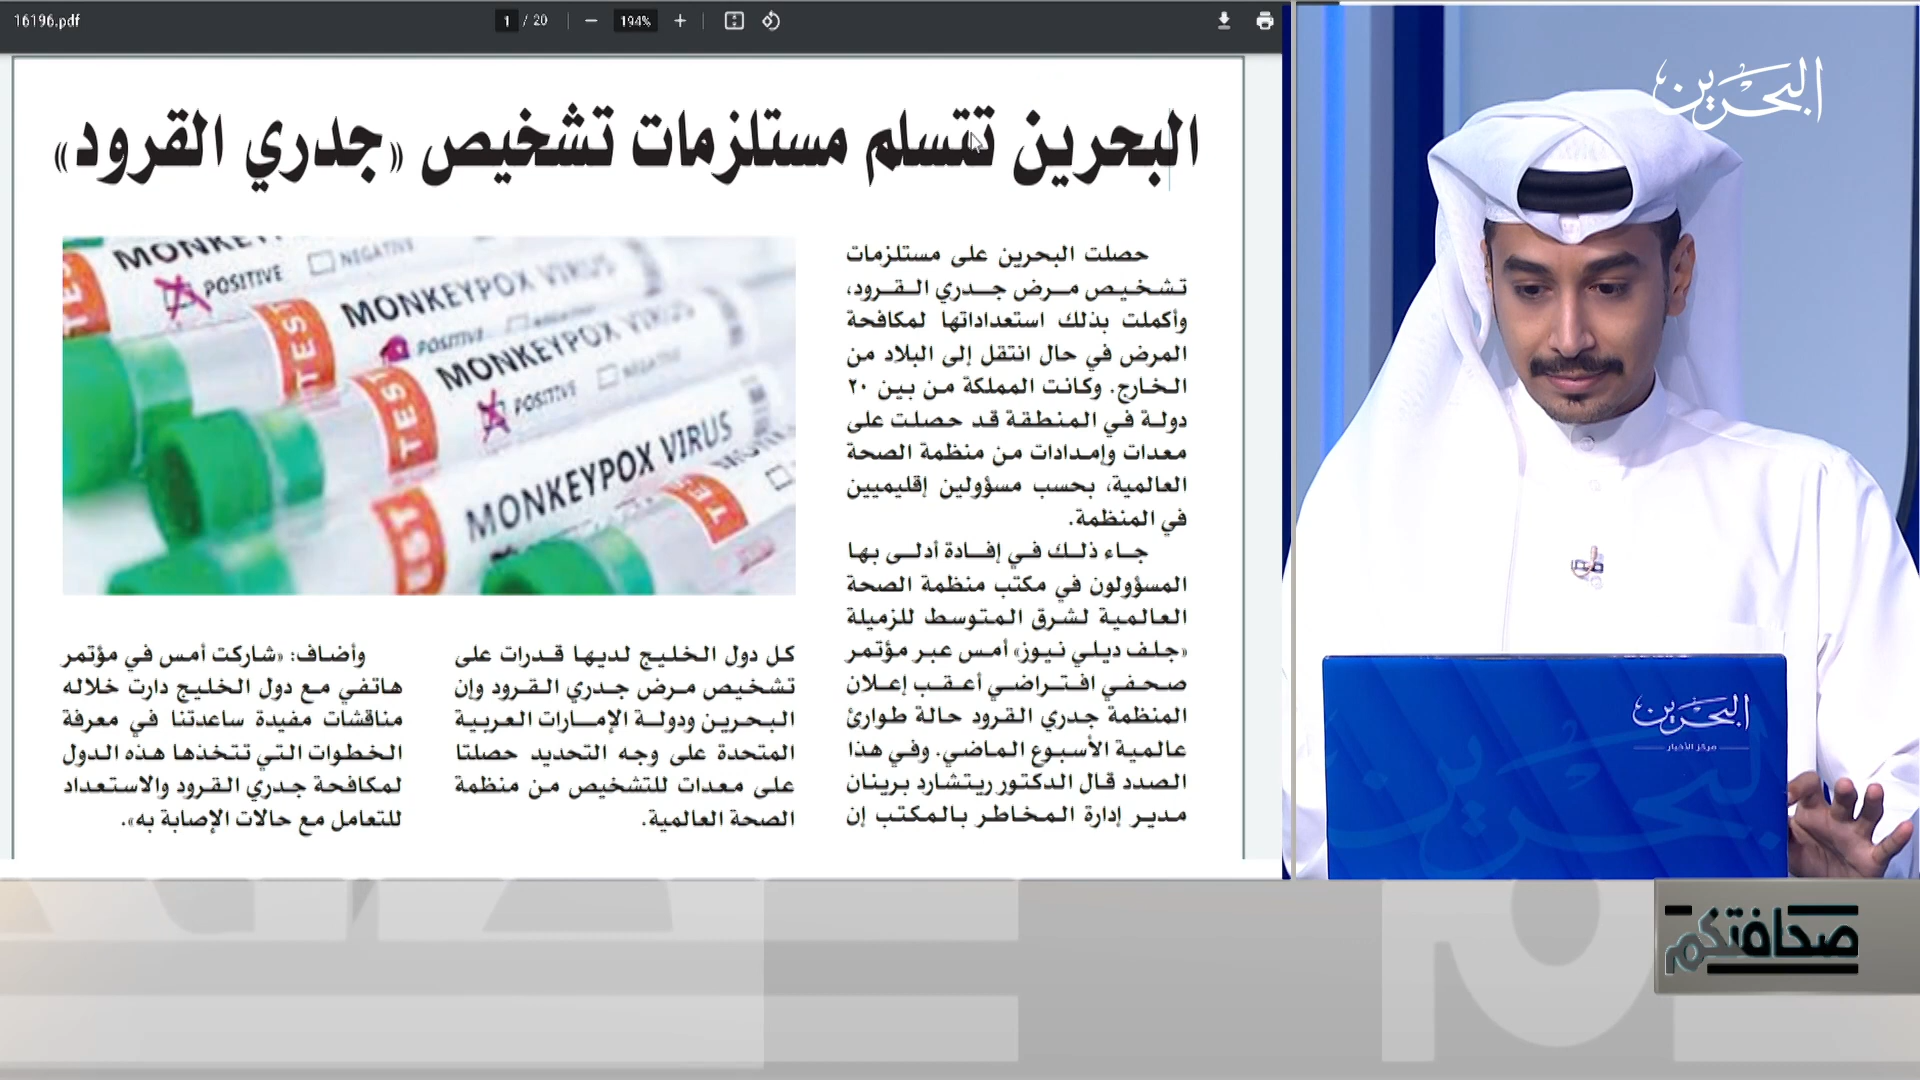 16196.pdf
1 / 20
194%
البحرين
البحرين تتسلم مستلزمات تشخيص «جدري القرود»
حصلت البحرين على مستلزمات
تشخيص مرض جدري القرود،
وأكملت بذلك استعداداتها لمكافحة
المرض في حال انتقل إلى البلاد من
الخارج. وكانت المملكة من بين ٢٠
دولة في المنطقة قد حصلت على
معدات وإمدادات من منظمة الصحة
العالمية، بحسب مسؤولين إقليميين
في المنظمة.
جاء ذلك في إفادة أدلى بها
المسؤولون في مكتب منظمة الصحة
العالمية لشرق المتوسط للزميلة
«جلف ديلي نيوز» أمس عبر مؤتمر
صحفي افتراضي أعقب إعلان
المنظمة جدري القرود حالة طوارئ
عالمية الأسبوع الماضي. وفي هذا
الصدد قال الدكتور ريتشارد برينان
مدير إدارة المخاطر بالمكتب إن
كل دول الخليج لديها قدرات على
تشخيص مرض جدري القرود وإن
البحرين ودولة الإمارات العربية
المتحدة على وجه التحديد حصلتا
على معدات للتشخيص من منظمة
الصحة العالمية.
وأضاف: «شاركت أمس في مؤتمر
هاتفي مع دول الخليج دارت خلاله
مناقشات مفيدة ساعدتنا في معرفة
الخطوات التي تتخذها هذه الدول
لمكافحة جدري القرود والاستعداد
للتعامل مع حالات الإصابة به».
POSITIVE NEGATIVE
TEST MONKEYPOX VIRUS
POSITIVE
TEST MONKEYPOX VIRUS
POSITIVE NEGATIVE
MONKEYPOX VIRUS
البحرين
مركز الأخبار
صحافتكم